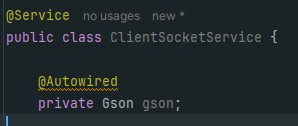 @Service no usages new *
public class ClientSocketService {
@Autowired
private Gson gson;